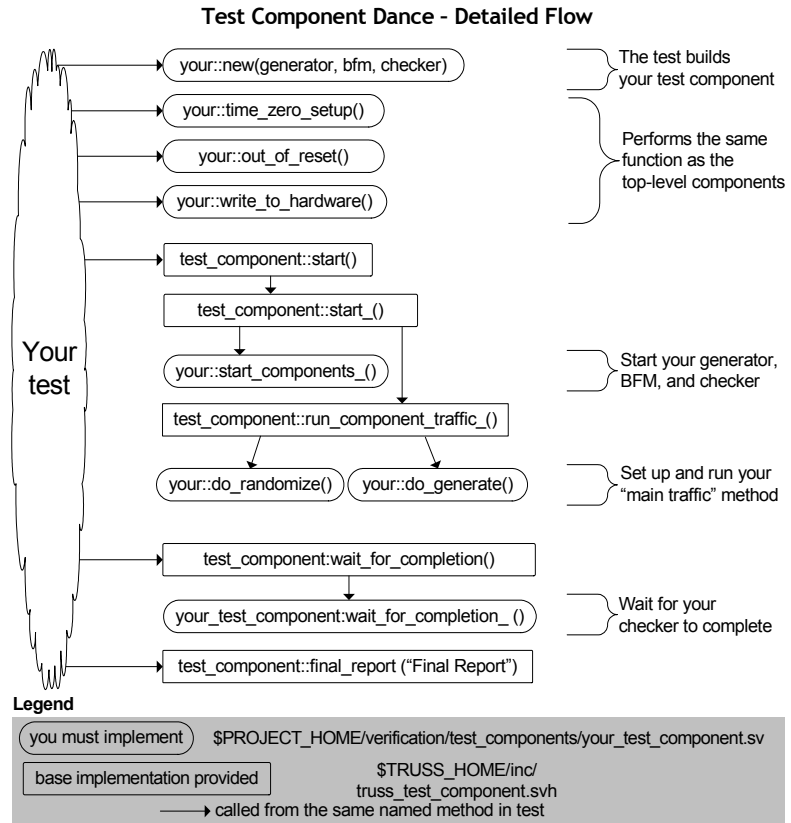 Test Component Dance – Detailed Flow
your::new(generator, bfm, checker)
The test builds
your test component
your::time_zero_setup()
your::out_of_reset()
your::write_to_hardware()
Performs the same
function as the
top-level components
test_component::start()
test_component::start_()
Your
test
your::start_components_()
Start your generator,
BFM, and checker
test_component::run_component_traffic_()
your::do_randomize()
your::do_generate()
Set up and run your
“main traffic” method
test_component:wait_for_completion()
your_test_component:wait_for_completion_ ()
Wait for your
checker to complete
test_component::final_report (“Final Report”)
Legend
you must implement
$PROJECT_HOME/verification/test_components/your_test_component.sv
base implementation provided
$TRUSS_HOME/inc/
truss_test_component.svh
called from the same named method in test